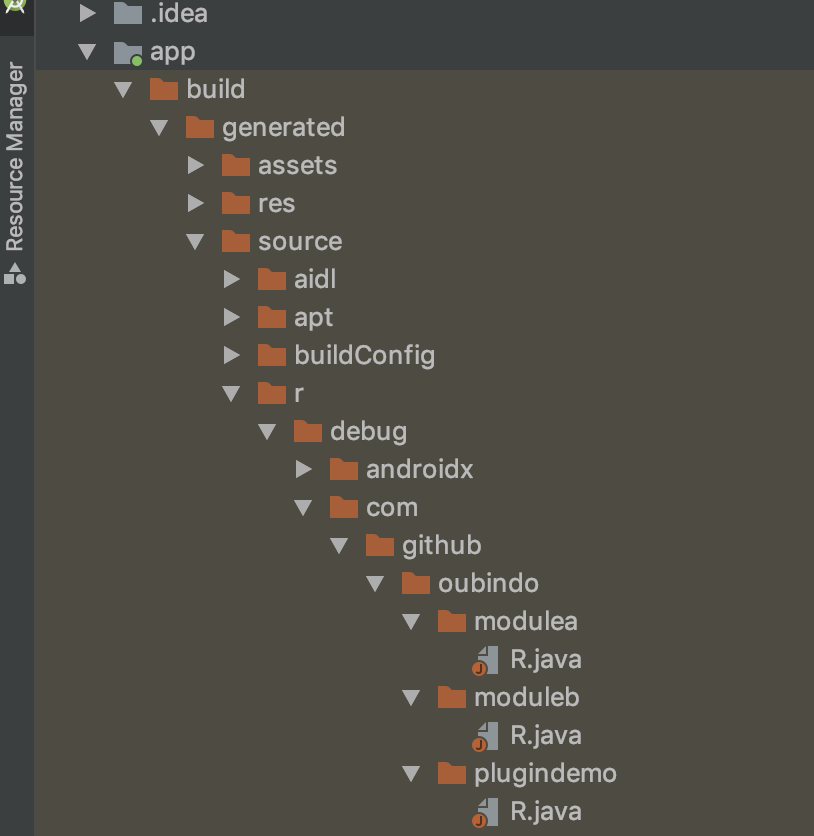 .idea
app
build
generated
assets
res
source
aidl
apt
buildConfig
r
debug
androidx
com
github
oubindo
modulea
R.java
moduleb
R.java
plugindemo
R.java
Resource Manager